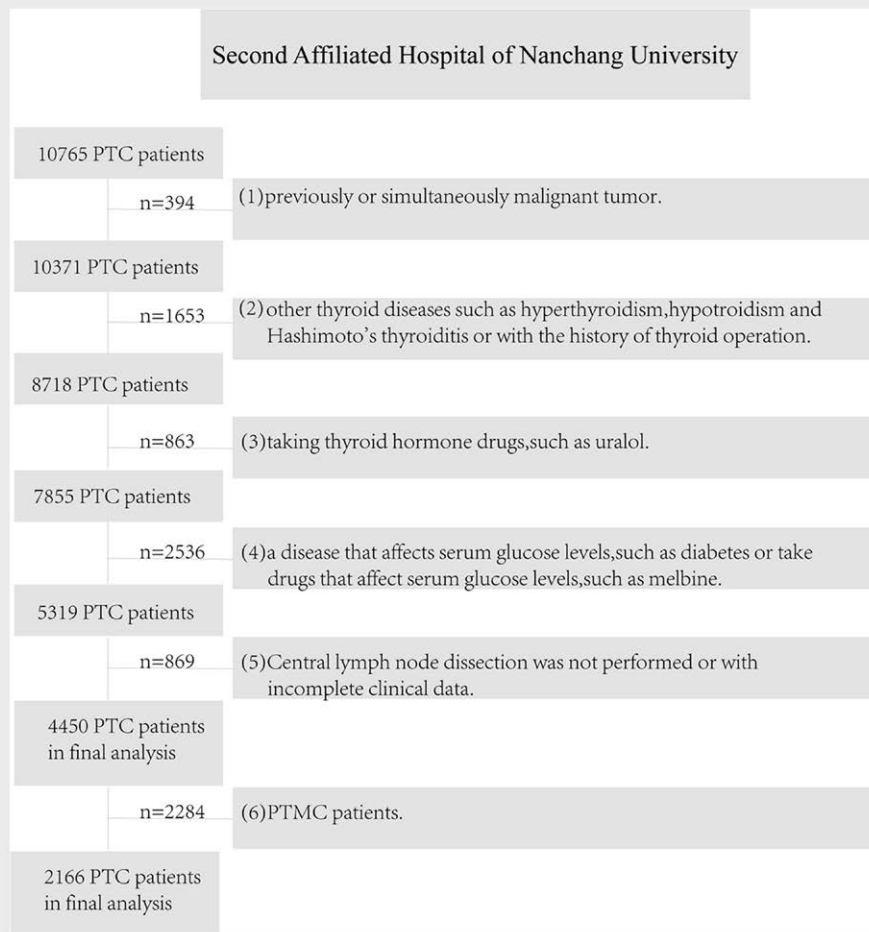 Second Affiliated Hospital of Nanchang University
10765 PTC patients
n=394
(1)previously or simultaneously malignant tumor.
10371 PTC patients
n=1653
(2)other thyroid diseases such as hyperthyroidism,hypotroidism and
Hashimoto's thyroiditis or with the history of thyroid operation.
8718 PTC patients
n=863
(3)taking thyroid hormone drugs,such as uralol.
7855 PTC patients
n=2536
(4)a disease that affects serum glucose levels,such as diabetes or take
drugs that affect serum glucose levels,such as melbine.
5319 PTC patients
n=869
(5)Central lymph node dissection was not performed or with
incomplete clinical data.
4450 PTC patients
in final analysis
n=2284
(6)PTMC patients.
2166 PTC patients
in final analysis